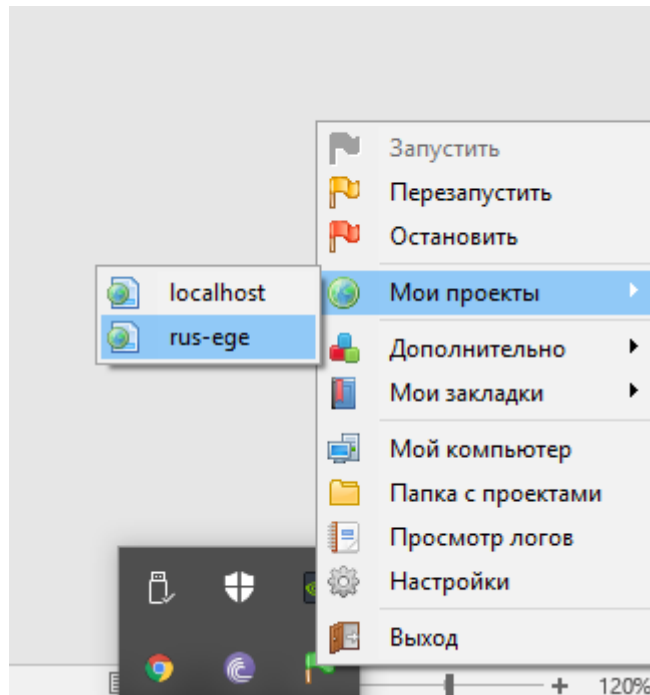 Запустить
Перезапустить
Остановить
Мои проекты
localhost
rus-ege
Дополнительно
Мои закладки
Мой компьютер
Папка с проектами
Просмотр логов
Настройки
Выход
120%